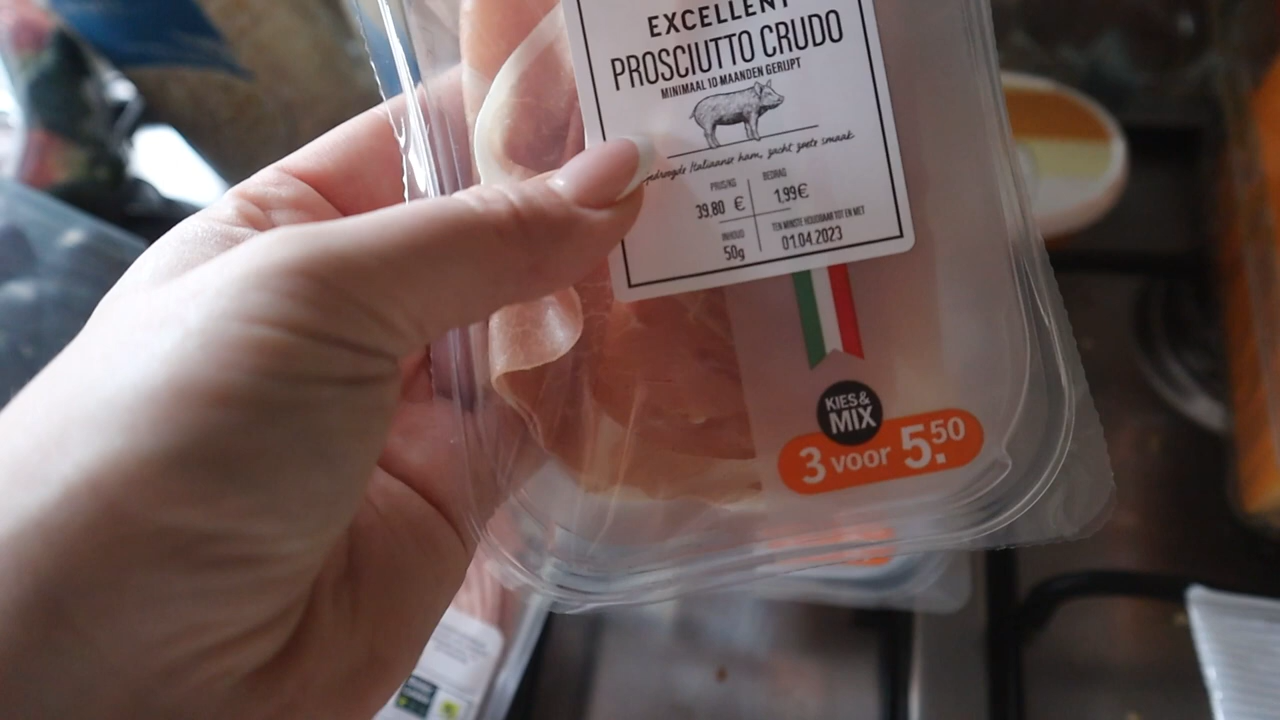 EXCELLENT
PROSCIUTTO CRUDO
MINIMAAL 10 MAANDEN GERIJPT
Italiaanse ham, zacht zoete smaak
PRIJS/KG
BEDRAG
39,80 €
1,99€
INHOUD
TEN MINSTE HOUDBAAR TOT EN MET
50g
01.04.2023
KIES &
MIX
3 voor 5.50